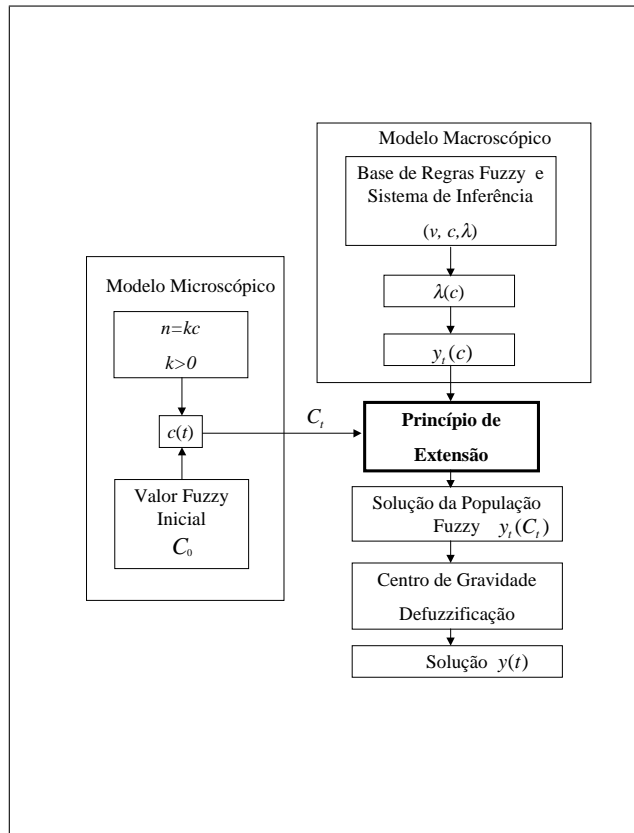 Modelo Macroscópico
Base de Regras Fuzzy e
Sistema de Inferência
(v, c,λ)
λ(c)
y_t(c)
Modelo Microscópico
n=kc
k>0
c(t)
Valor Fuzzy
Inicial
C_0
C_t
Princípio de
Extensão
Solução da População
Fuzzy y_t(C_t)
Centro de Gravidade
Defuzzificação
Solução y(t)